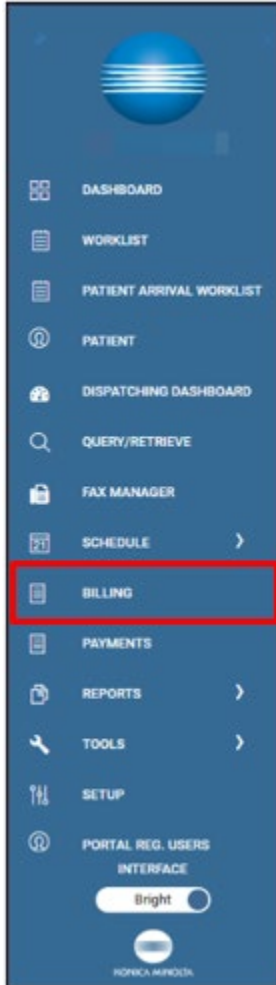 DASHBOARD
WORKLIST
PATIENT ARRIVAL WORKLIST
PATIENT
DISPATCHING DASHBOARD
QUERY/RETRIEVE
FAX MANAGER
21 SCHEDULE
BILLING
PAYMENTS
REPORTS
TOOLS
SETUP
PORTAL REG. USERS
INTERFACE
Bright
KONICA MINOLTA